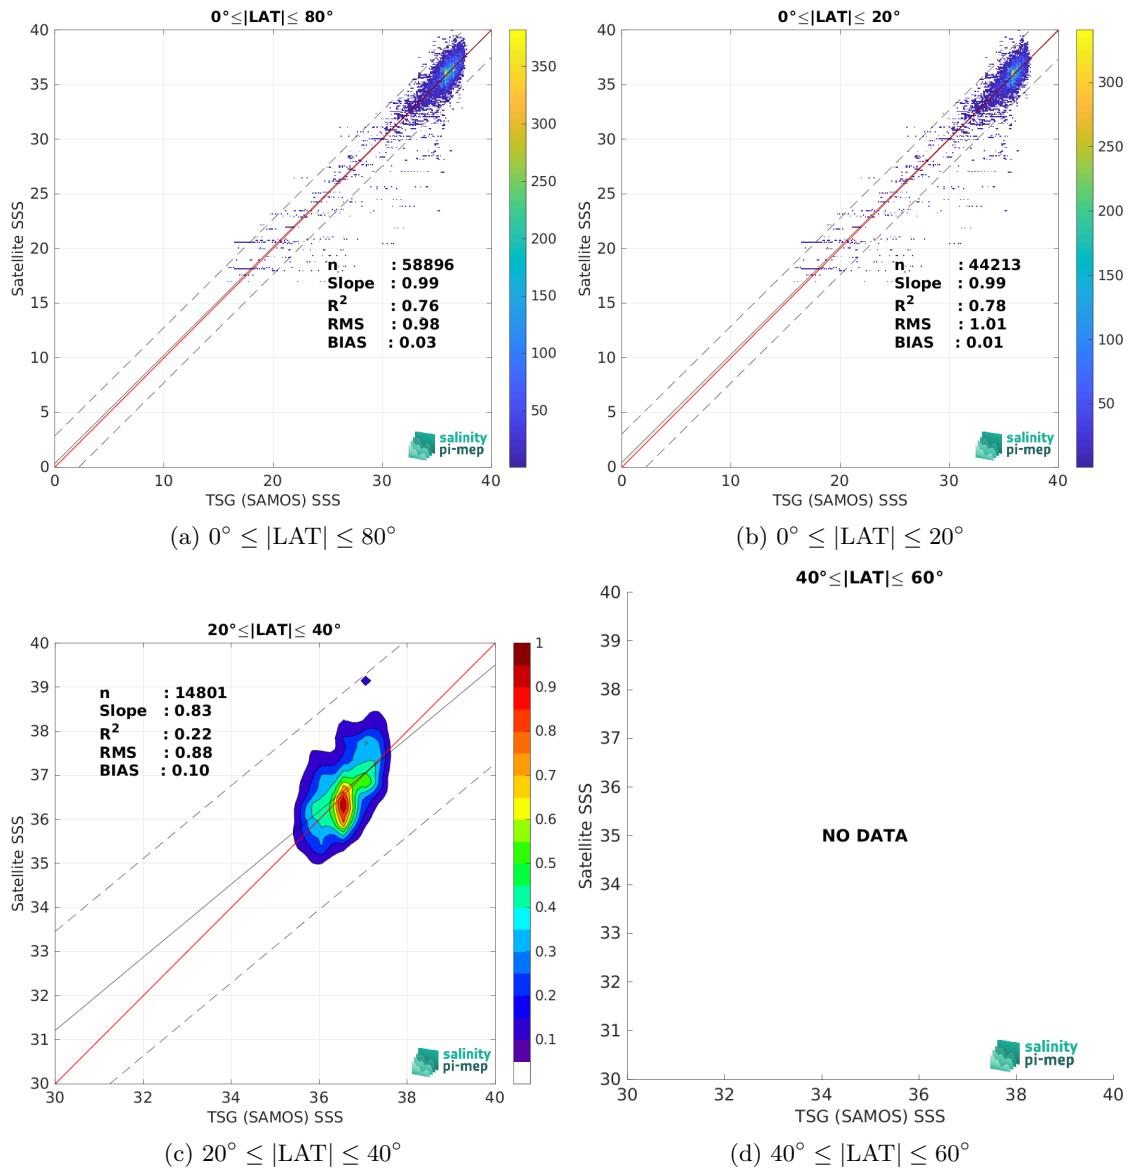 0°≤|LAT|≤ 80°
40
35
30
25
20
15
10
5
0
Satellite SSS
0
10
20
30
40
TSG (SAMOS) SSS
n : 58896
Slope : 0.99
R² : 0.76
RMS : 0.98
BIAS : 0.03
350
300
250
200
150
100
50
salinity
pi-mep
(a) 0° ≤ |LAT| ≤ 80°
0°≤|LAT|≤ 20°
40
35
30
25
20
15
10
5
0
Satellite SSS
0
10
20
30
40
TSG (SAMOS) SSS
n : 44213
Slope : 0.99
R² : 0.78
RMS : 1.01
BIAS : 0.01
300
250
200
150
100
50
salinity
pi-mep
(b) 0° ≤ |LAT| ≤ 20°
20°≤|LAT|≤ 40°
40
39
38
37
36
35
34
33
32
31
30
Satellite SSS
30
32
34
36
38
40
TSG (SAMOS) SSS
n : 14801
Slope : 0.83
R² : 0.22
RMS : 0.88
BIAS : 0.10
1
0.9
0.8
0.7
0.6
0.5
0.4
0.3
0.2
0.1
salinity
pi-mep
(c) 20° ≤ |LAT| ≤ 40°
40°≤|LAT|≤ 60°
40
39
38
37
36
35
34
33
32
31
30
Satellite SSS
NO DATA
30
32
34
36
38
40
TSG (SAMOS) SSS
salinity
pi-mep
(d) 40° ≤ |LAT| ≤ 60°